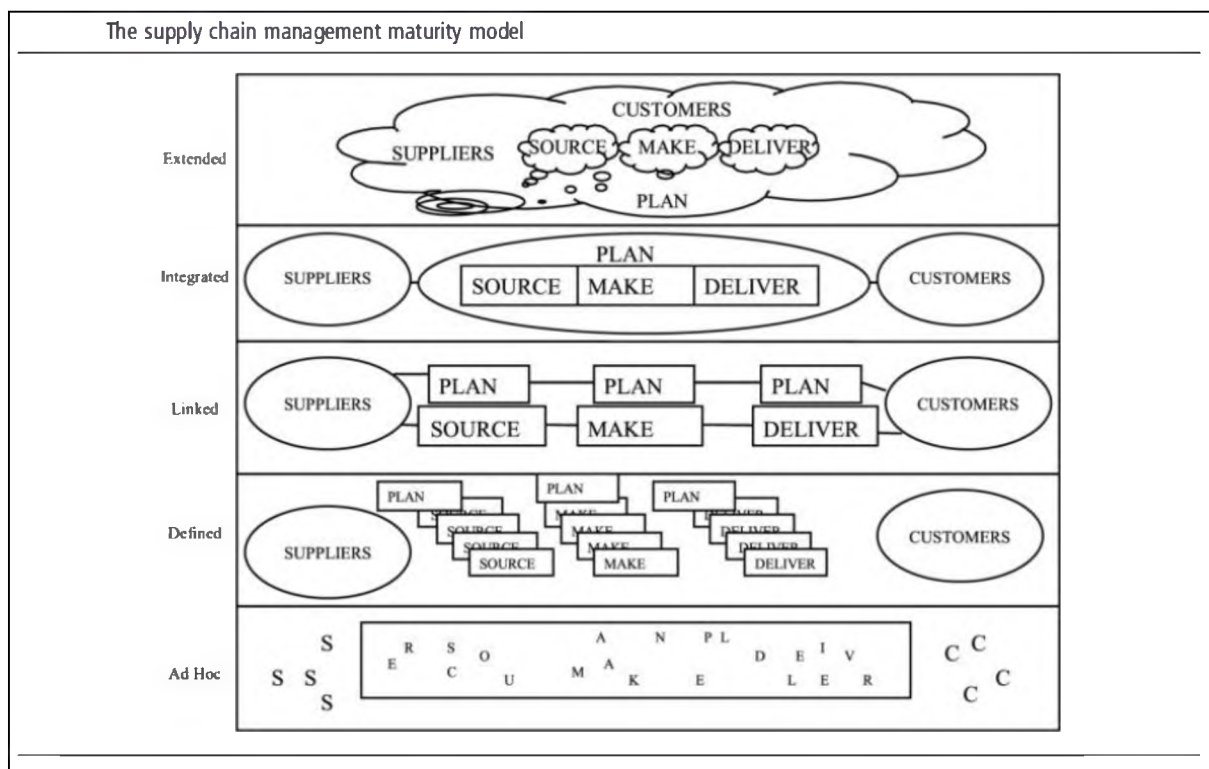 The supply chain management maturity model
Extended
CUSTOMERS
SUPPLIERS
SOURCE
MAKE
DELIVER
PLAN
Integrated
SUPPLIERS
PLAN
SOURCE
MAKE
DELIVER
CUSTOMERS
Linked
SUPPLIERS
PLAN
PLAN
PLAN
SOURCE
MAKE
DELIVER
CUSTOMERS
Defined
SUPPLIERS
PLAN
SOURCE
SOURCE
SOURCE
SOURCE
PLAN
MAKE
MAKE
MAKE
MAKE
PLAN
DELIVER
DELIVER
DELIVER
DELIVER
CUSTOMERS
Ad Hoc
S
S S
S
E R S C O U
M A A K N E P L
D E I V L E R
C C
C
C